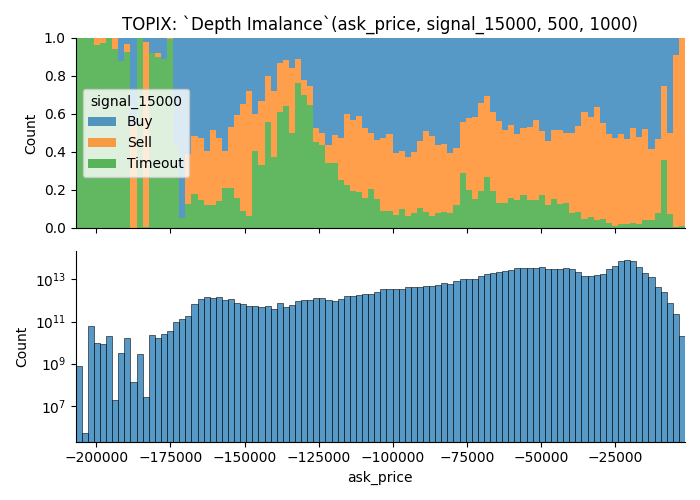 TOPIX: `Depth Imalance`(ask_price, signal_15000, 500, 1000)
1.0
0.8
0.6
0.4
0.2
0.0
Count
signal_15000
Buy
Sell
Timeout
10^13
10^11
10^9
10^7
Count
−200000 −175000 −150000 −125000 −100000 −75000 −50000 −25000
ask_price